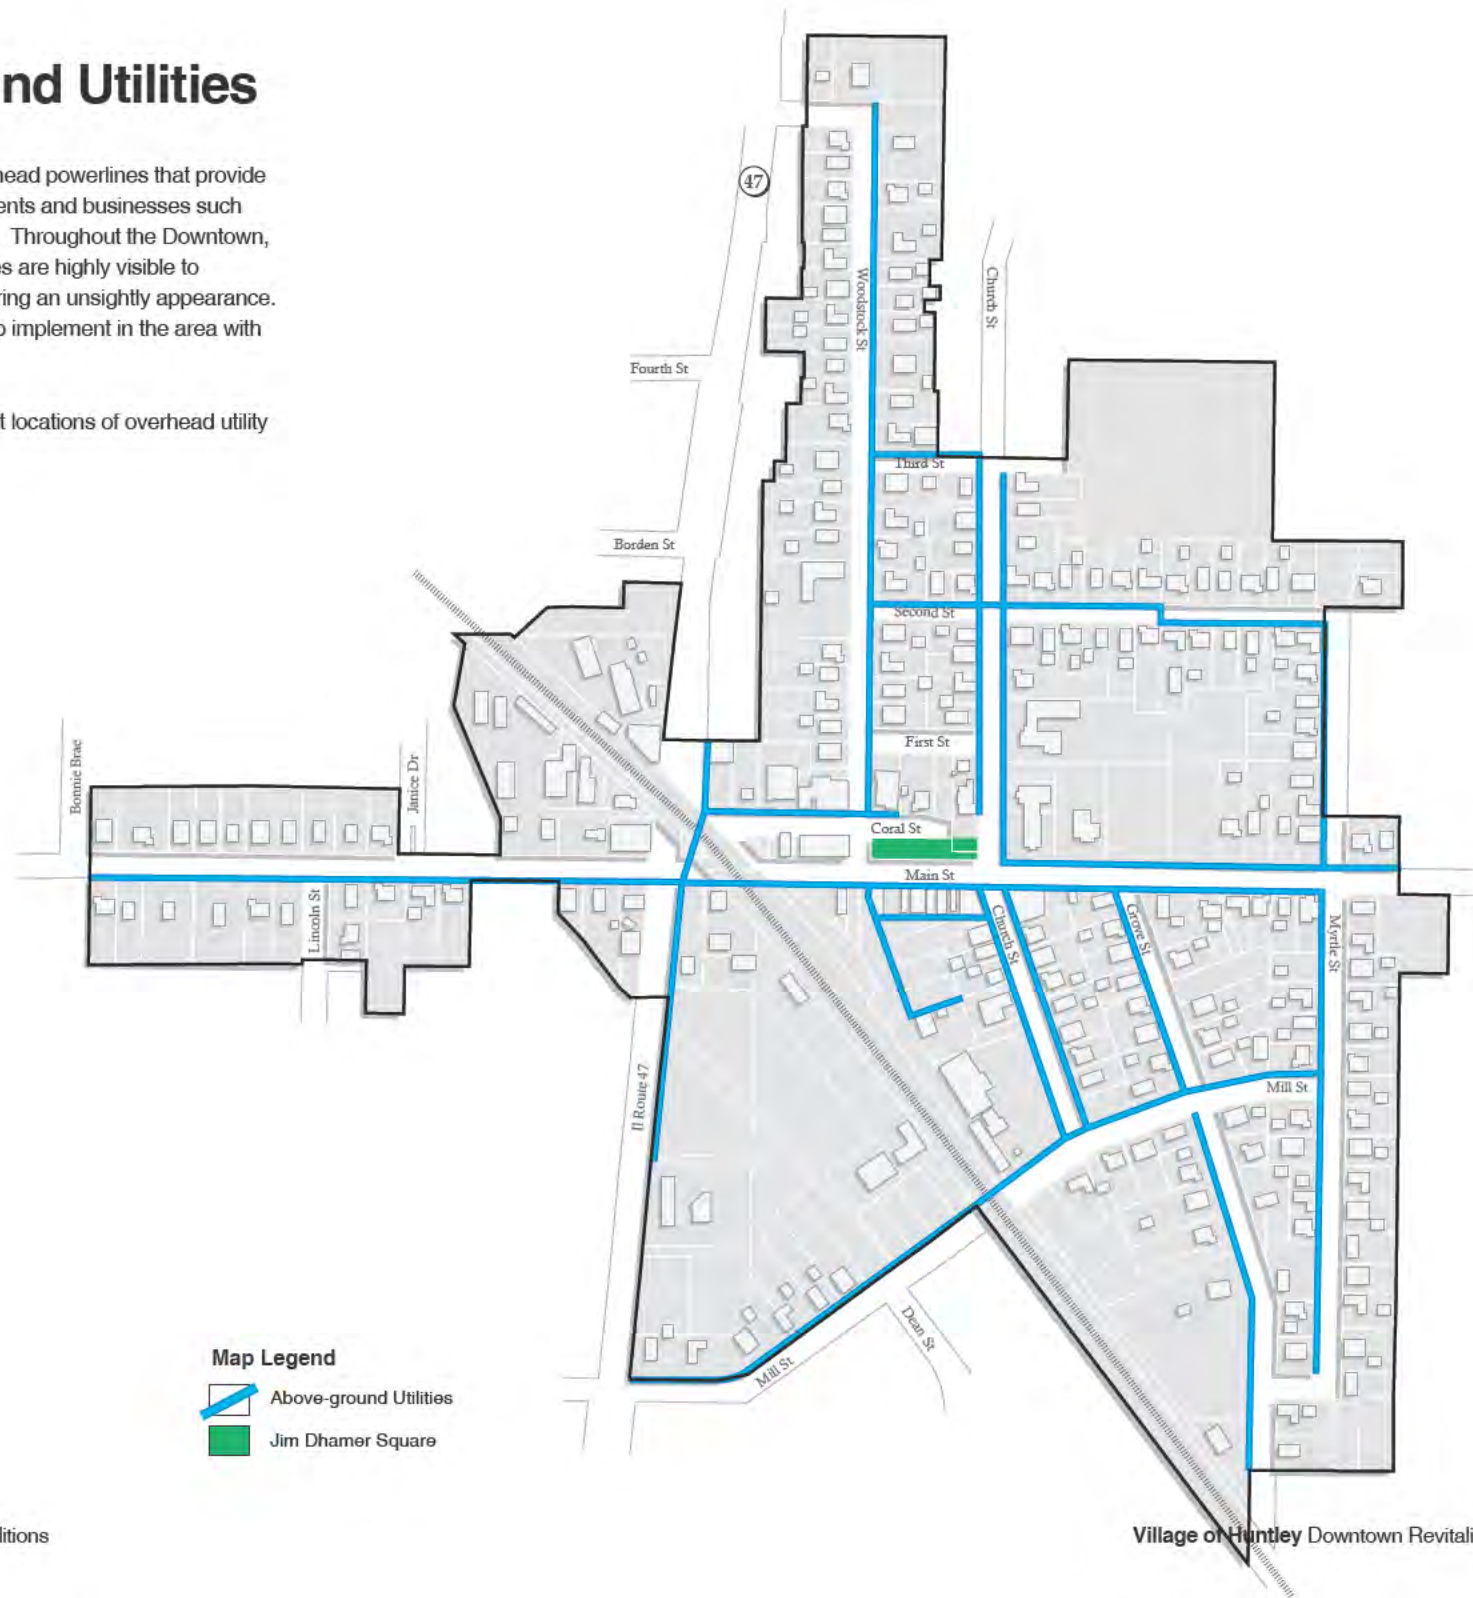 nd Utilities
head powerlines that provide
ents and businesses such
Throughout the Downtown,
es are highly visible to
ring an unsightly appearance.
o implement in the area with
t locations of overhead utility
47
Woodstock St
Church St
Fourth St
Third St
Borden St
Second St
First St
Bonnie Brae
Janice Dr
Coral St
Main St
Lincoln St
Church St
Grove St
Myrtle St
Il Route 47
Mill St
Dean St
Mill St
Map Legend
Above-ground Utilities
Jim Dhamer Square
ditions
Village of Huntley Downtown Revitali